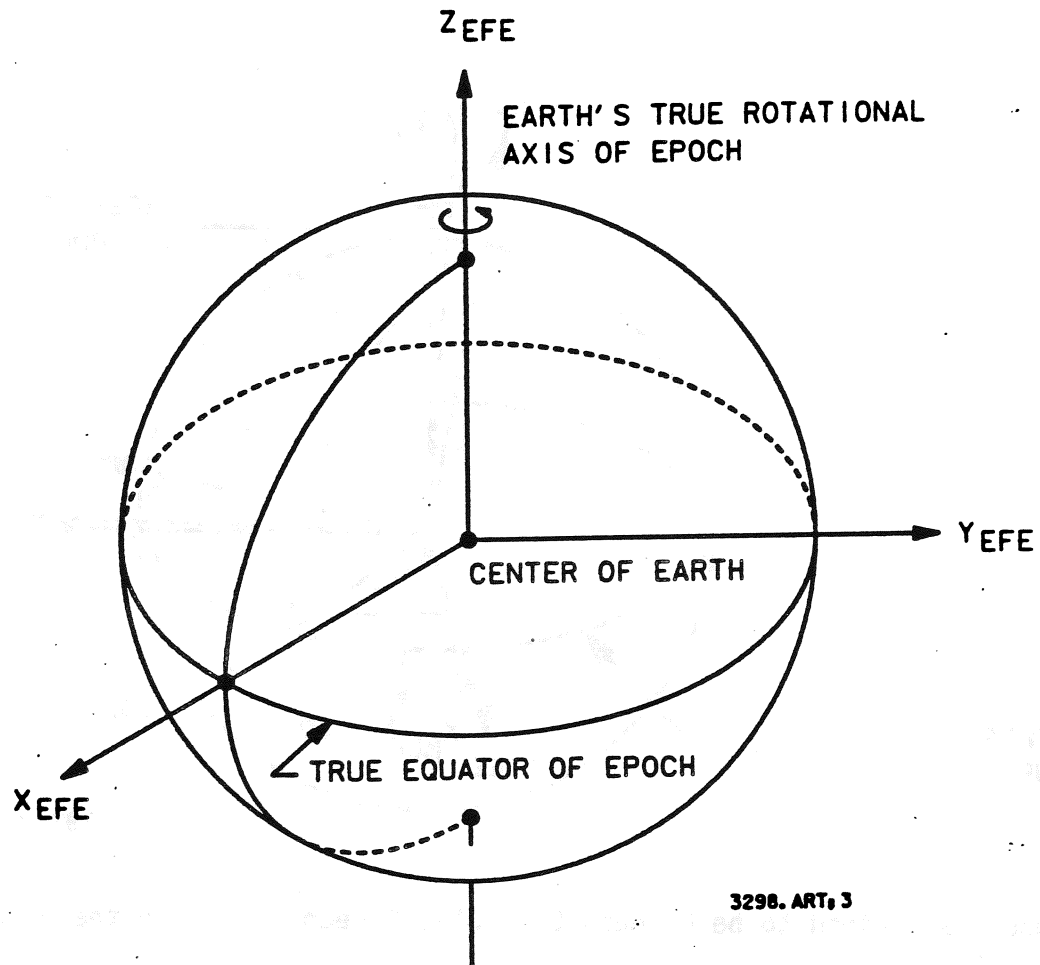 Z EFE
EARTH'S TRUE ROTATIONAL
AXIS OF EPOCH
Y EFE
CENTER OF EARTH
TRUE EQUATOR OF EPOCH
X EFE
3298. ART; 3